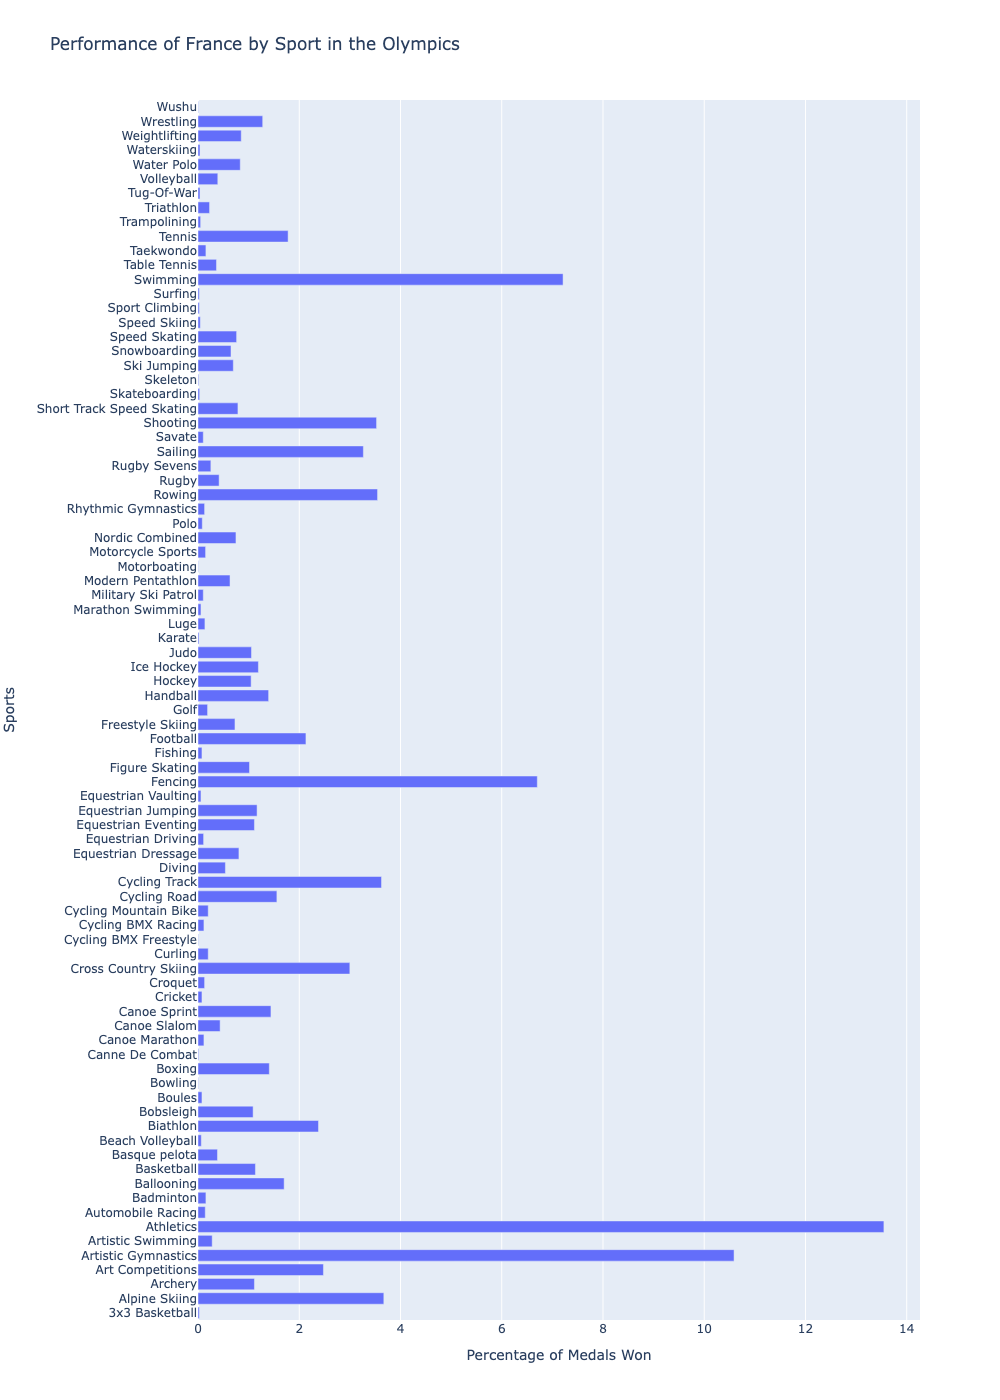 Performance of France by Sport in the Olympics
Wushu
Wrestling
Weightlifting
Waterskiing
Water Polo
Volleyball
Tug-Of-War
Triathlon
Trampolining
Tennis
Taekwondo
Table Tennis
Swimming
Surfing
Sport Climbing
Speed Skiing
Speed Skating
Snowboarding
Ski Jumping
Skeleton
Skateboarding
Short Track Speed Skating
Shooting
Savate
Sailing
Rugby Sevens
Rugby
Rowing
Rhythmic Gymnastics
Polo
Nordic Combined
Motorcycle Sports
Motorboating
Modern Pentathlon
Military Ski Patrol
Marathon Swimming
Luge
Karate
Judo
Ice Hockey
Hockey
Handball
Golf
Freestyle Skiing
Football
Fishing
Figure Skating
Fencing
Equestrian Vaulting
Equestrian Jumping
Equestrian Eventing
Equestrian Driving
Equestrian Dressage
Diving
Cycling Track
Cycling Road
Cycling Mountain Bike
Cycling BMX Racing
Cycling BMX Freestyle
Curling
Cross Country Skiing
Croquet
Cricket
Canoe Sprint
Canoe Slalom
Canoe Marathon
Canne De Combat
Boxing
Bowling
Boules
Bobsleigh
Biathlon
Beach Volleyball
Basque pelota
Basketball
Ballooning
Badminton
Automobile Racing
Athletics
Artistic Swimming
Artistic Gymnastics
Art Competitions
Archery
Alpine Skiing
3x3 Basketball
Sports
0 2 4 6 8 10 12 14
Percentage of Medals Won